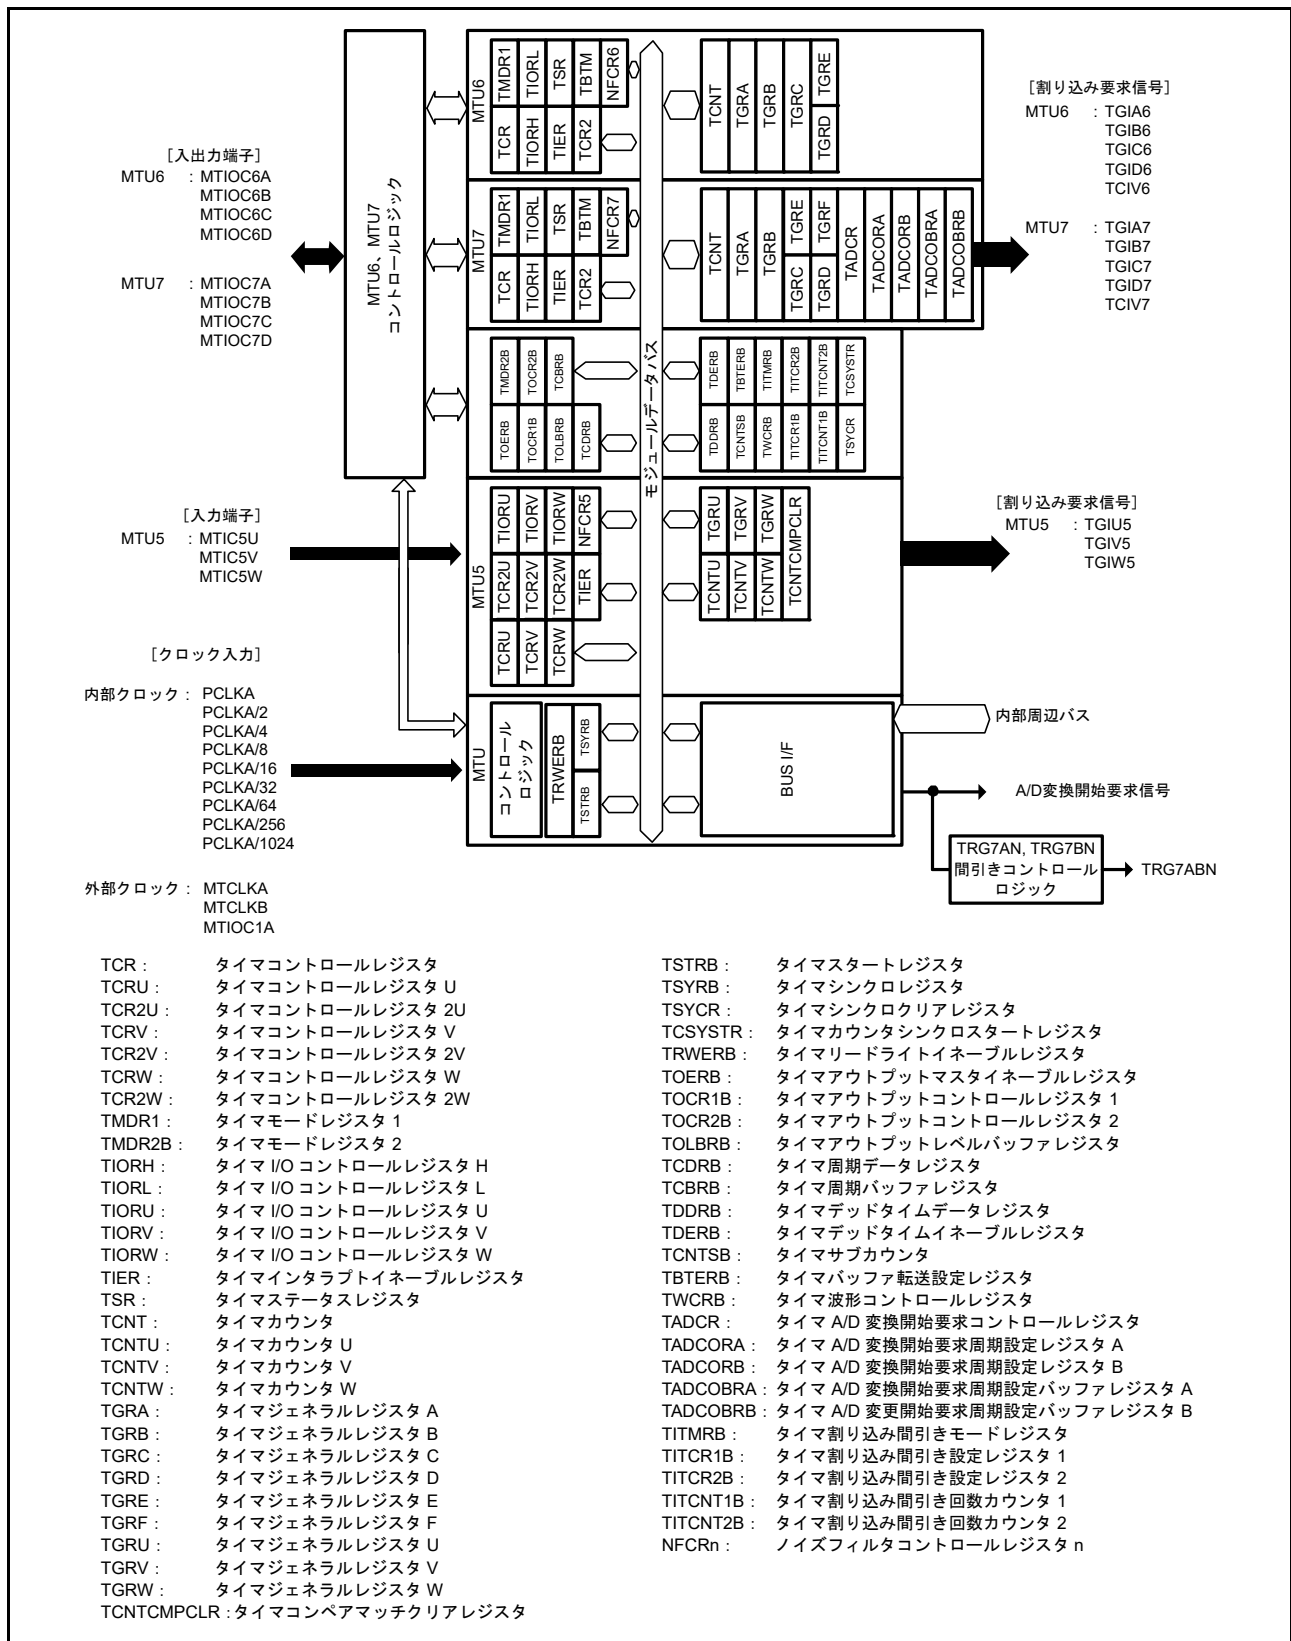 [入出力端子]
MTU6 : MTIOC6A
MTIOC6B
MTIOC6C
MTIOC6D
MTU7 : MTIOC7A
MTIOC7B
MTIOC7C
MTIOC7D
[入力端子]
MTU5 : MTIC5U
MTIC5V
MTIC5W
[クロック入力]
内部クロック : PCLKA
PCLKA/2
PCLKA/4
PCLKA/8
PCLKA/16
PCLKA/32
PCLKA/64
PCLKA/256
PCLKA/1024
外部クロック : MTCLKA
MTCLKB
MTIOC1A
MTU6、MTU7
コントロールロジック
MTU6
TMDR1
TIORL
TSR
TBTM
NFCR6
TCR
TIORH
TIER
TCR2
TCNT
TGRA
TGRB
TGRC
TGRE
TGRD
MTU7
TMDR1
TIORL
TSR
TBTM
NFCR7
TCR
TIORH
TIER
TCR2
TCNT
TGRA
TGRB
TGRE
TGRF
TGRC
TGRD
TADCR
TADCORA
TADCORB
TADCOBRA
TADCOBRB
TMDR2B
TOCR2B
TCBRB
TOERB
TOCR1B
TOLBRB
TCDRB
TDERB
TBTERB
TITMRB
TITCR2B
TITCNT2B
TCSYSTR
TDDRB
TCNTSB
TWCRB
TITCR1B
TITCNT1B
TSYCR
モジュールデータバス
MTU5
TIORU
TIORV
TIORW
NFCR5
TCR2U
TCR2V
TCR2W
TIER
TCRU
TCRV
TCRW
TGRU
TGRV
TGRW
TCNTCMPCLR
TCNTU
TCNTV
TCNTW
MTU
コントロール
ロジック
TRWERB
TSYRB
TSTRB
BUS I/F
[割り込み要求信号]
MTU6 : TGIA6
TGIB6
TGIC6
TGID6
TCIV6
MTU7 : TGIA7
TGIB7
TGIC7
TGID7
TCIV7
[割り込み要求信号]
MTU5 : TGIU5
TGIV5
TGIW5
内部周辺バス
A/D変換開始要求信号
TRG7AN, TRG7BN
間引きコントロール
ロジック
TRG7ABN
TCR : タイマコントロールレジスタ
TCRU : タイマコントロールレジスタ U
TCR2U : タイマコントロールレジスタ 2U
TCRV : タイマコントロールレジスタ V
TCR2V : タイマコントロールレジスタ 2V
TCRW : タイマコントロールレジスタ W
TCR2W : タイマコントロールレジスタ 2W
TMDR1 : タイマモードレジスタ 1
TMDR2B : タイマモードレジスタ 2
TIORH : タイマ I/O コントロールレジスタ H
TIORL : タイマ I/O コントロールレジスタ L
TIORU : タイマ I/O コントロールレジスタ U
TIORV : タイマ I/O コントロールレジスタ V
TIORW : タイマ I/O コントロールレジスタ W
TIER : タイマインタラプトイネーブルレジスタ
TSR : タイマステータスレジスタ
TCNT : タイマカウンタ
TCNTU : タイマカウンタ U
TCNTV : タイマカウンタ V
TCNTW : タイマカウンタ W
TGRA : タイマジェネラルレジスタ A
TGRB : タイマジェネラルレジスタ B
TGRC : タイマジェネラルレジスタ C
TGRD : タイマジェネラルレジスタ D
TGRE : タイマジェネラルレジスタ E
TGRF : タイマジェネラルレジスタ F
TGRU : タイマジェネラルレジスタ U
TGRV : タイマジェネラルレジスタ V
TGRW : タイマジェネラルレジスタ W
TCNTCMPCLR : タイマコンペアマッチクリアレジスタ
TSTRB : タイマスタートレジスタ
TSYRB : タイマシンクロレジスタ
TSYCR : タイマシンクロクリアレジスタ
TCSYSTR : タイマカウンタシンクロスタートレジスタ
TRWERB : タイマリードライトイネーブルレジスタ
TOERB : タイマアウトプットマスタイネーブルレジスタ
TOCR1B : タイマアウトプットコントロールレジスタ 1
TOCR2B : タイマアウトプットコントロールレジスタ 2
TOLBRB : タイマアウトプットレベルバッファレジスタ
TCDRB : タイマ周期データレジスタ
TCBRB : タイマ周期バッファレジスタ
TDDRB : タイマデッドタイムデータレジスタ
TDERB : タイマデッドタイムイネーブルレジスタ
TCNTSB : タイマサブカウンタ
TBTERB : タイマバッファ転送設定レジスタ
TWCRB : タイマ波形コントロールレジスタ
TADCR : タイマ A/D 変換開始要求コントロールレジスタ
TADCORA : タイマ A/D 変換開始要求周期設定レジスタ A
TADCORB : タイマ A/D 変換開始要求周期設定レジスタ B
TADCOBRA : タイマ A/D 変換開始要求周期設定バッファレジスタ A
TADCOBRB : タイマ A/D 変更開始要求周期設定バッファレジスタ B
TITMRB : タイマ割り込み間引きモードレジスタ
TITCR1B : タイマ割り込み間引き設定レジスタ 1
TITCR2B : タイマ割り込み間引き設定レジスタ 2
TITCNT1B : タイマ割り込み間引き回数カウンタ 1
TITCNT2B : タイマ割り込み間引き回数カウンタ 2
NFCRn : ノイズフィルタコントロールレジスタ n